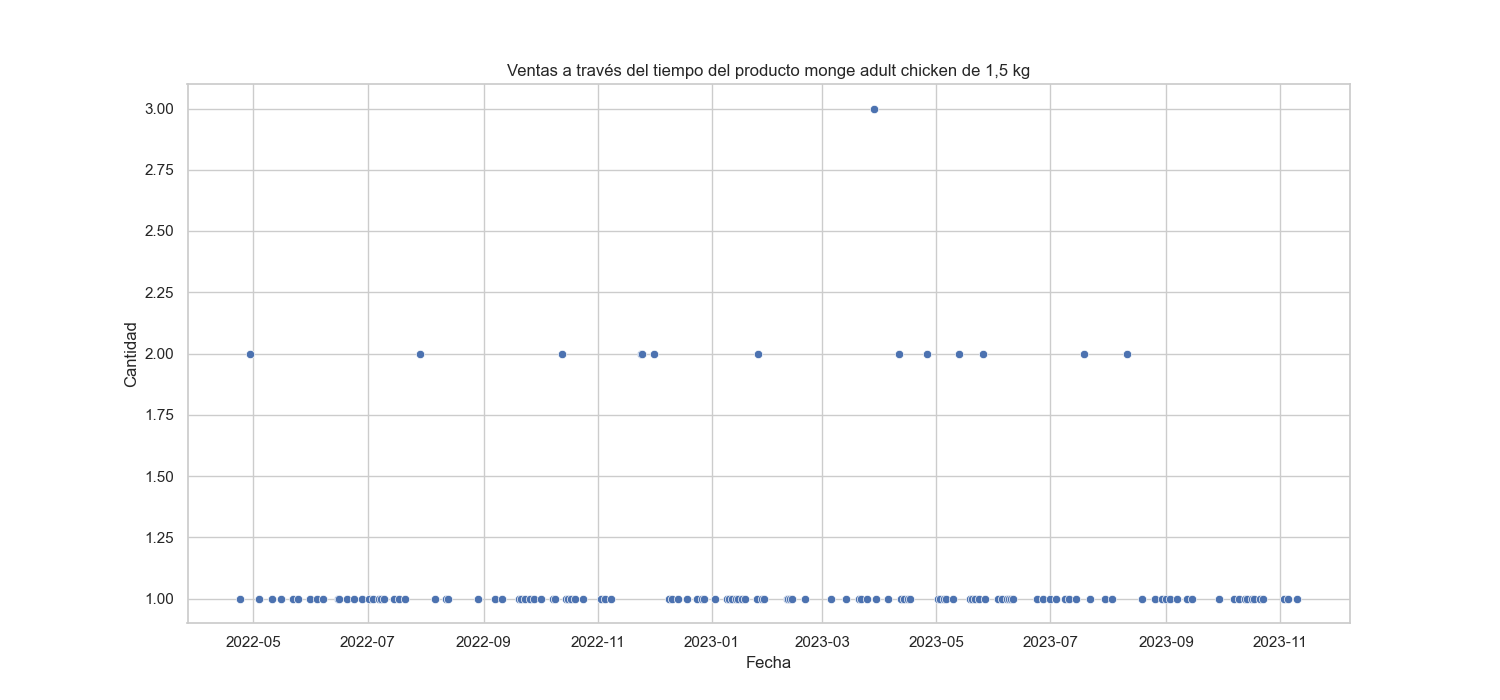 Ventas a través del tiempo del producto monge adult chicken de 1,5 kg
3.00
2.75
2.50
2.25
2.00
1.75
1.50
1.25
1.00
Cantidad
2022-05 2022-07 2022-09 2022-11 2023-01 2023-03 2023-05 2023-07 2023-09 2023-11
Fecha